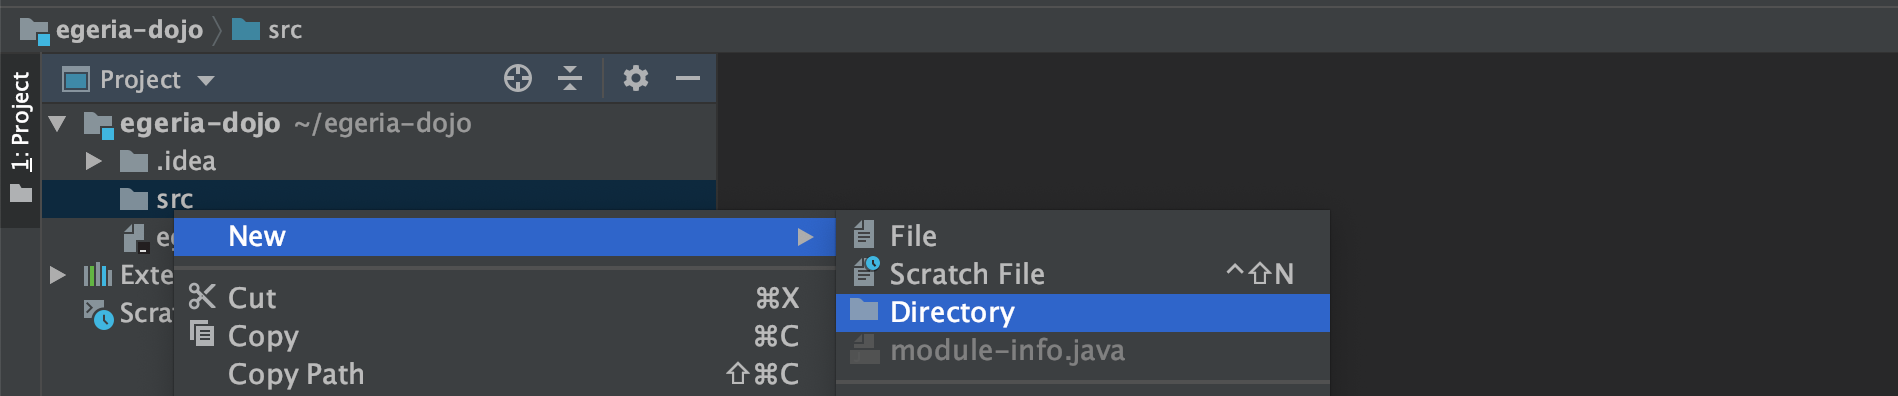 egeria-dojo src
1: Project
Project
egeria-dojo ~/egeria-dojo
.idea
src
New
File
Scratch File ^⇧N
Cut ⌘X
Directory
Copy ⌘C
module-info.java
Copy Path ⇧⌘C